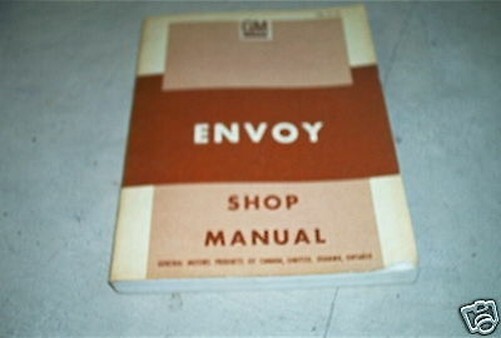 GM
ENVOY
SHOP
MANUAL
GENERAL MOTORS PRODUCTS OF CANADA, LIMITED, OSHAWA, ONTARIO